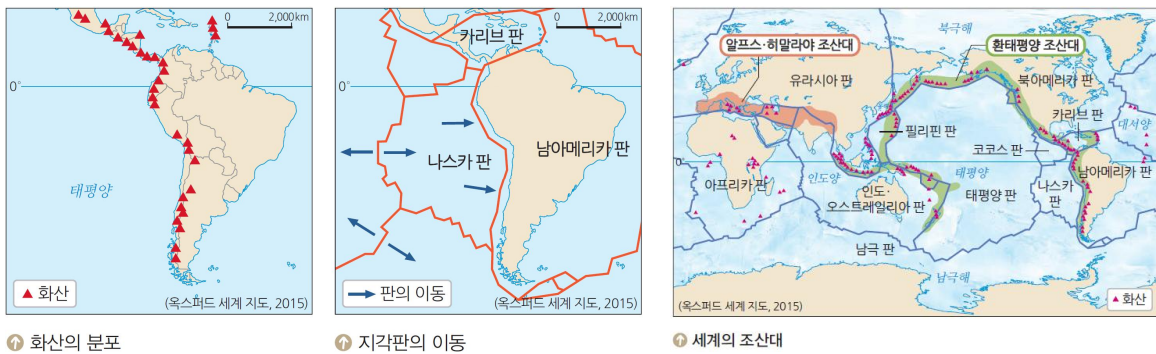 0 2,000km
0°
태평양
화산
(옥스퍼드 세계 지도, 2015)
화산의 분포
0 2,000km
카리브 판
0°
나스카 판
남아메리카 판
판의 이동
(옥스퍼드 세계 지도, 2015)
지각판의 이동
북극해
알프스·히말라야 조산대
환태평양 조산대
유라시아 판
북아메리카 판
카리브 판
대서양
필리핀 판
코코스 판
0°
아프리카 판
인도양
인도·
오스트레일리아 판
태평양
태평양 판
나스카
판
남아메리카 판
남극 판
남극해
(옥스퍼드 세계 지도, 2015)
화산
세계의 조산대